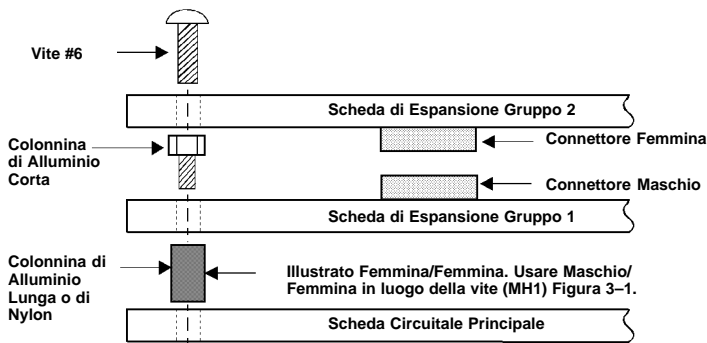 Vite #6
Scheda di Espansione Gruppo 2
Colonnina
di Alluminio
Corta
Connettore Femmina
Connettore Maschio
Scheda di Espansione Gruppo 1
Colonnina di
Alluminio
Lunga o di
Nylon
Illustrato Femmina/Femmina. Usare Maschio/
Femmina in luogo della vite (MH1) Figura 3–1.
Scheda Circuitale Principale